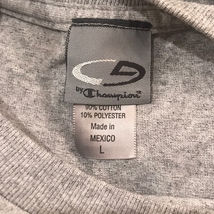 by Champion
90% COTTON
10% POLYESTER
Made in
MEXICO
L